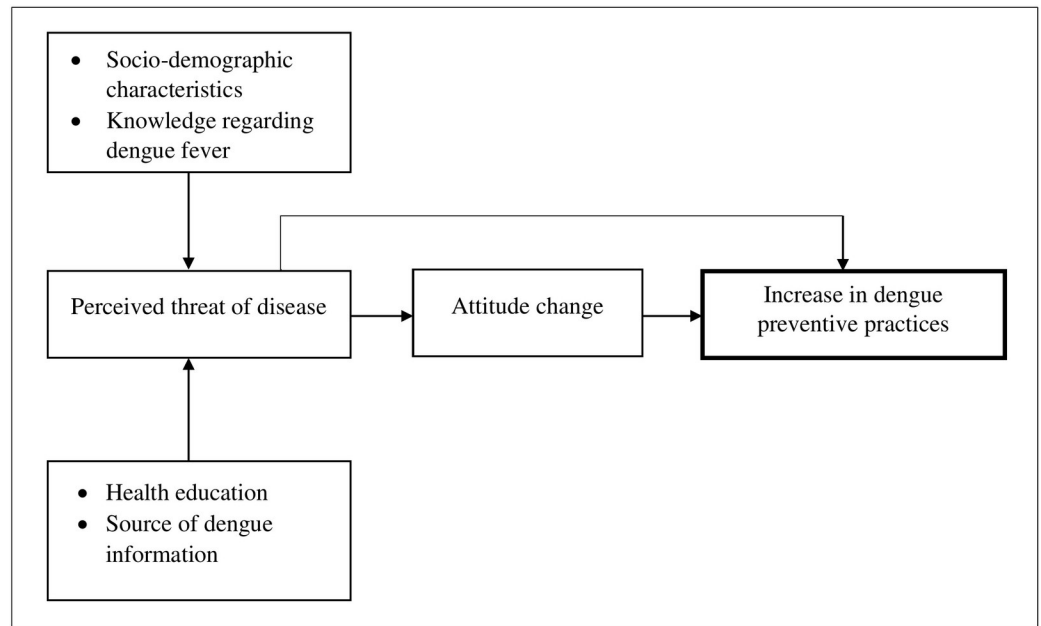 • Socio-demographic
characteristics
• Knowledge regarding
dengue fever
Perceived threat of disease
Attitude change
Increase in dengue
preventive practices
• Health education
• Source of dengue
information